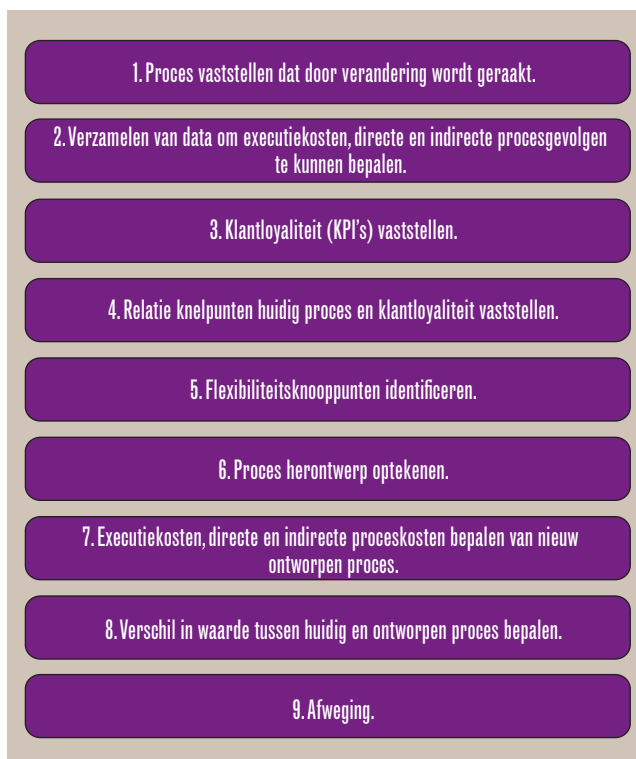 1. Proces vaststellen dat door verandering wordt geraakt.
2. Verzamelen van data om executiekosten, directe en indirecte procesgevolgen
te kunnen bepalen.
3. Klantloyaliteit (KPI's) vaststellen.
4. Relatie knelpunten huidig proces en klantloyaliteit vaststellen.
5. Flexibiliteitsknooppunten identificeren.
6. Proces herontwerp optekenen.
7. Executiekosten, directe en indirecte proceskosten bepalen van nieuw
ontworpen proces.
8. Verschil in waarde tussen huidig en ontworpen proces bepalen.
9. Afweging.